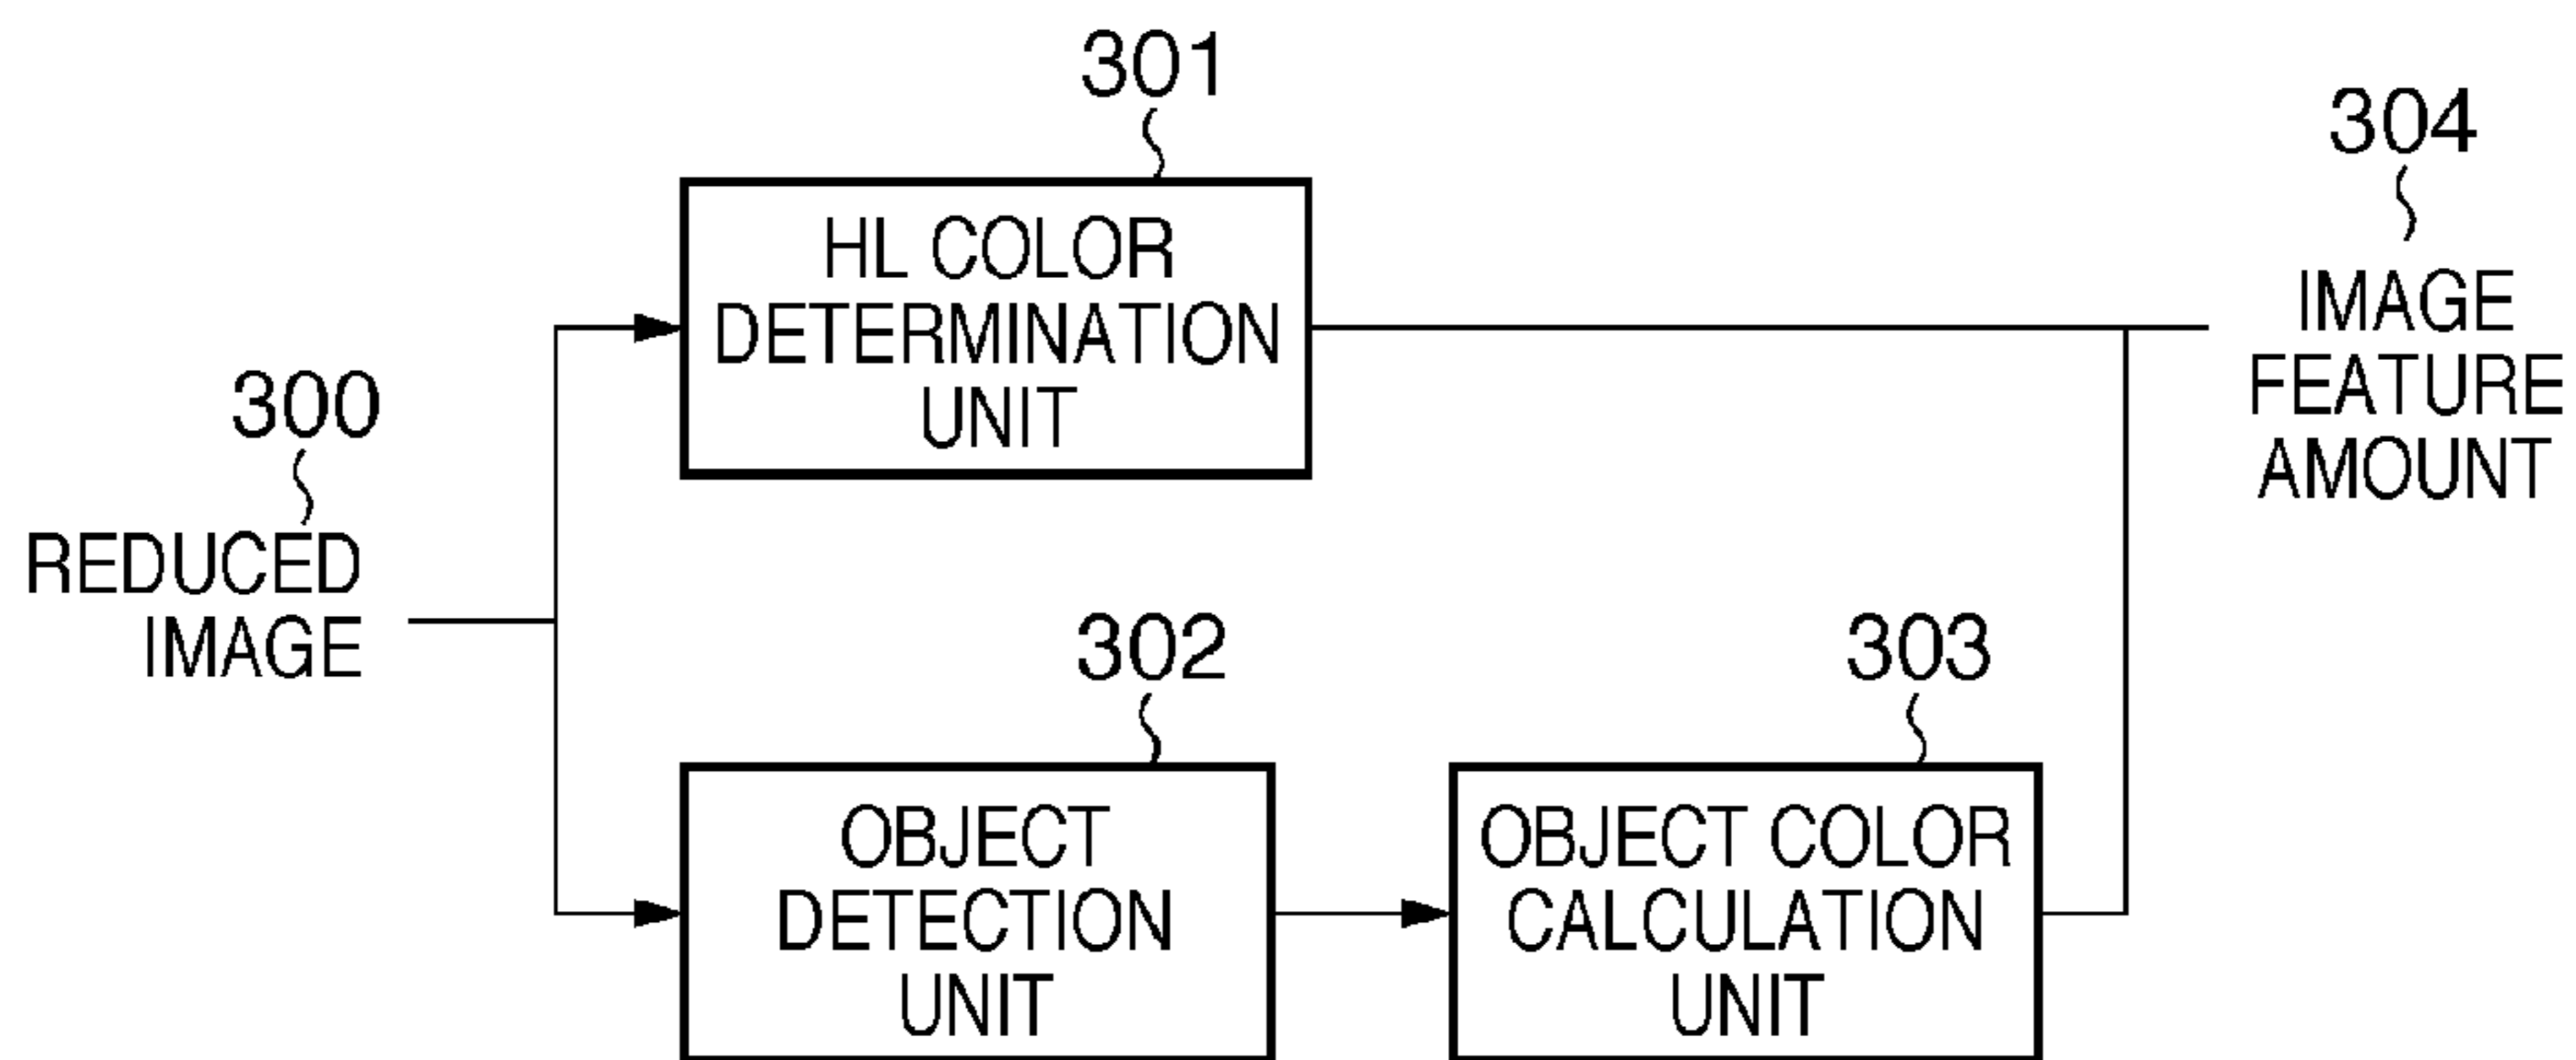 301
HL COLOR
DETERMINATION
UNIT
304
IMAGE
FEATURE
AMOUNT
300
REDUCED
IMAGE
302
OBJECT
DETECTION
UNIT
303
OBJECT COLOR
CALCULATION
UNIT